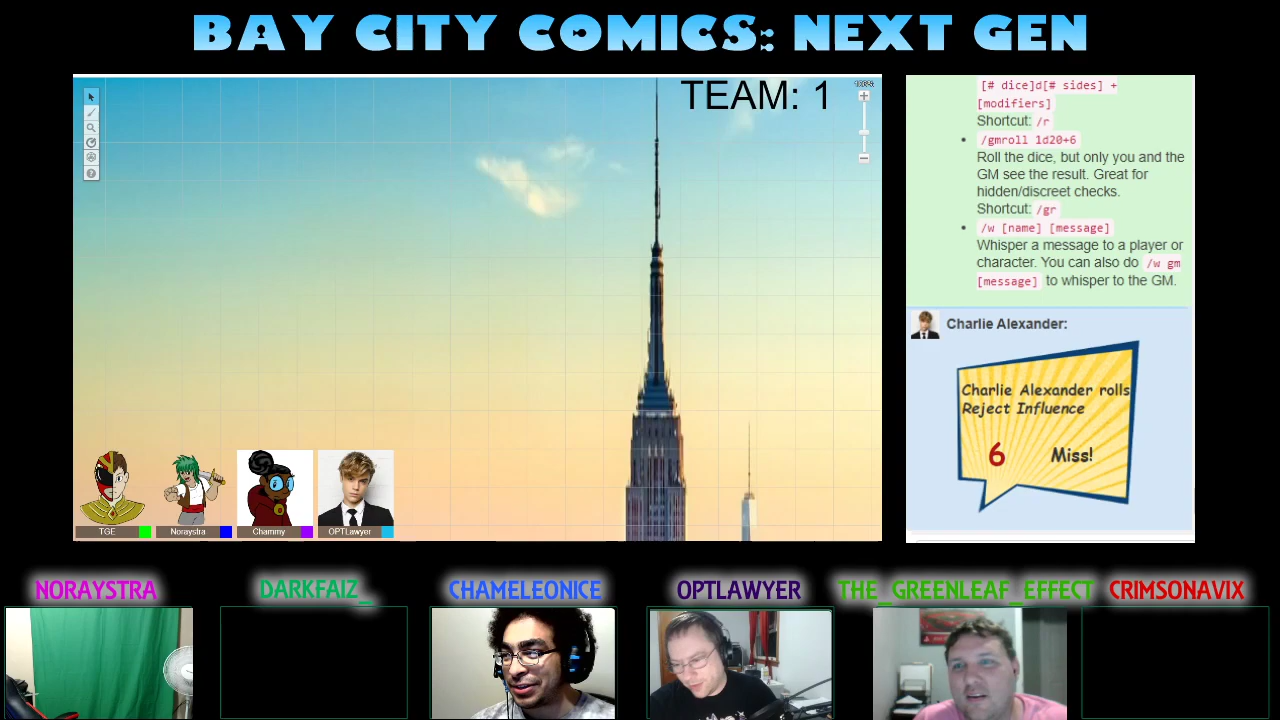 BAY CITY COMICS: NEXT GEN
TEAM: 1
[# dice]d[# sides] +
[modifiers]
Shortcut: /r
/gmroll 1d20+6
Roll the dice, but only you and the
GM see the result. Great for
hidden/discreet checks.
Shortcut: /gr
/w [name] [message]
Whisper a message to a player or
character. You can also do /w gm
[message] to whisper to the GM.
Charlie Alexander:
Charlie Alexander rolls
Reject Influence
6 Miss!
TGE
Noraystra
Chammy
OPTLawyer
NORAYSTRA
DARKFAIZ_
CHAMELEONICE
OPTLAWYER
THE_GREENLEAF_EFFECT
CRIMSONAVIX